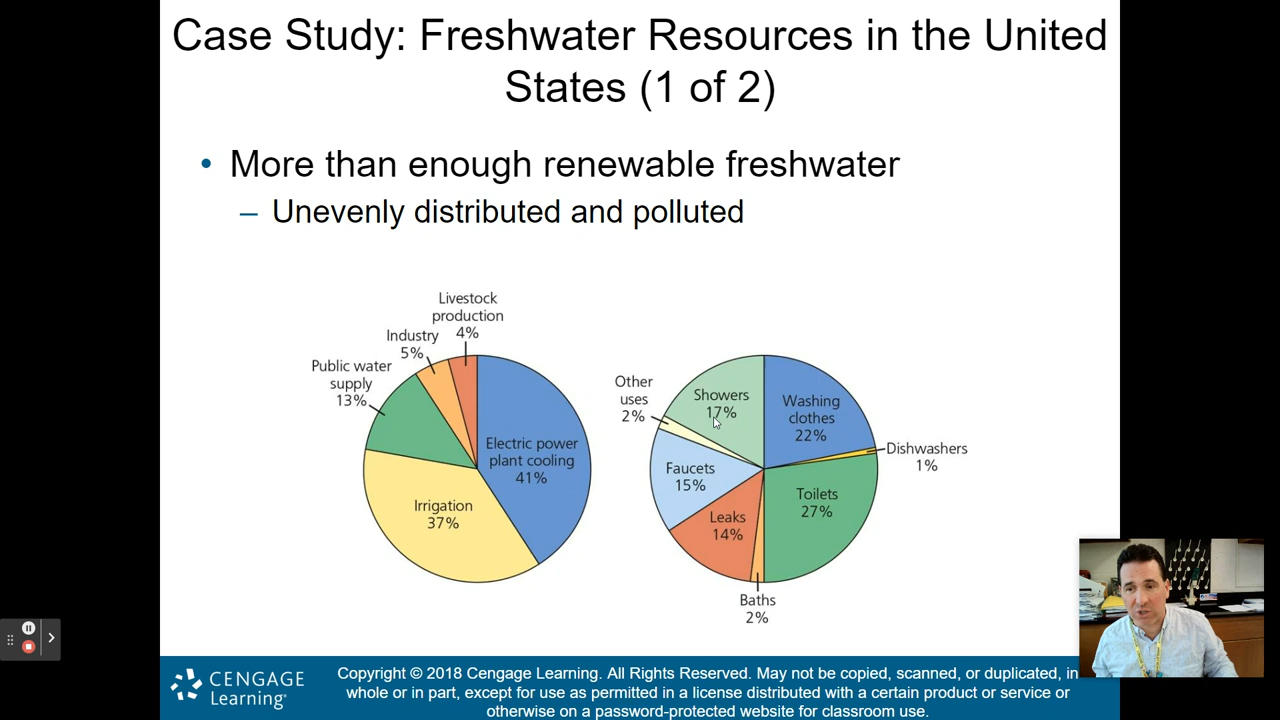 Case Study: Freshwater Resources in the United
States (1 of 2)
• More than enough renewable freshwater
– Unevenly distributed and polluted
Livestock
production
4%
Industry
5%
Public water
supply
13%
Electric power
plant cooling
41%
Irrigation
37%
Other
uses
2%
Showers
17%
Washing
clothes
22%
Dishwashers
1%
Faucets
15%
Toilets
27%
Leaks
14%
Baths
2%
CENGAGE
Learning®
Copyright © 2018 Cengage Learning. All Rights Reserved. May not be copied, scanned, or duplicated, in
whole or in part, except for use as permitted in a license distributed with a certain product or service or
otherwise on a password-protected website for classroom use.